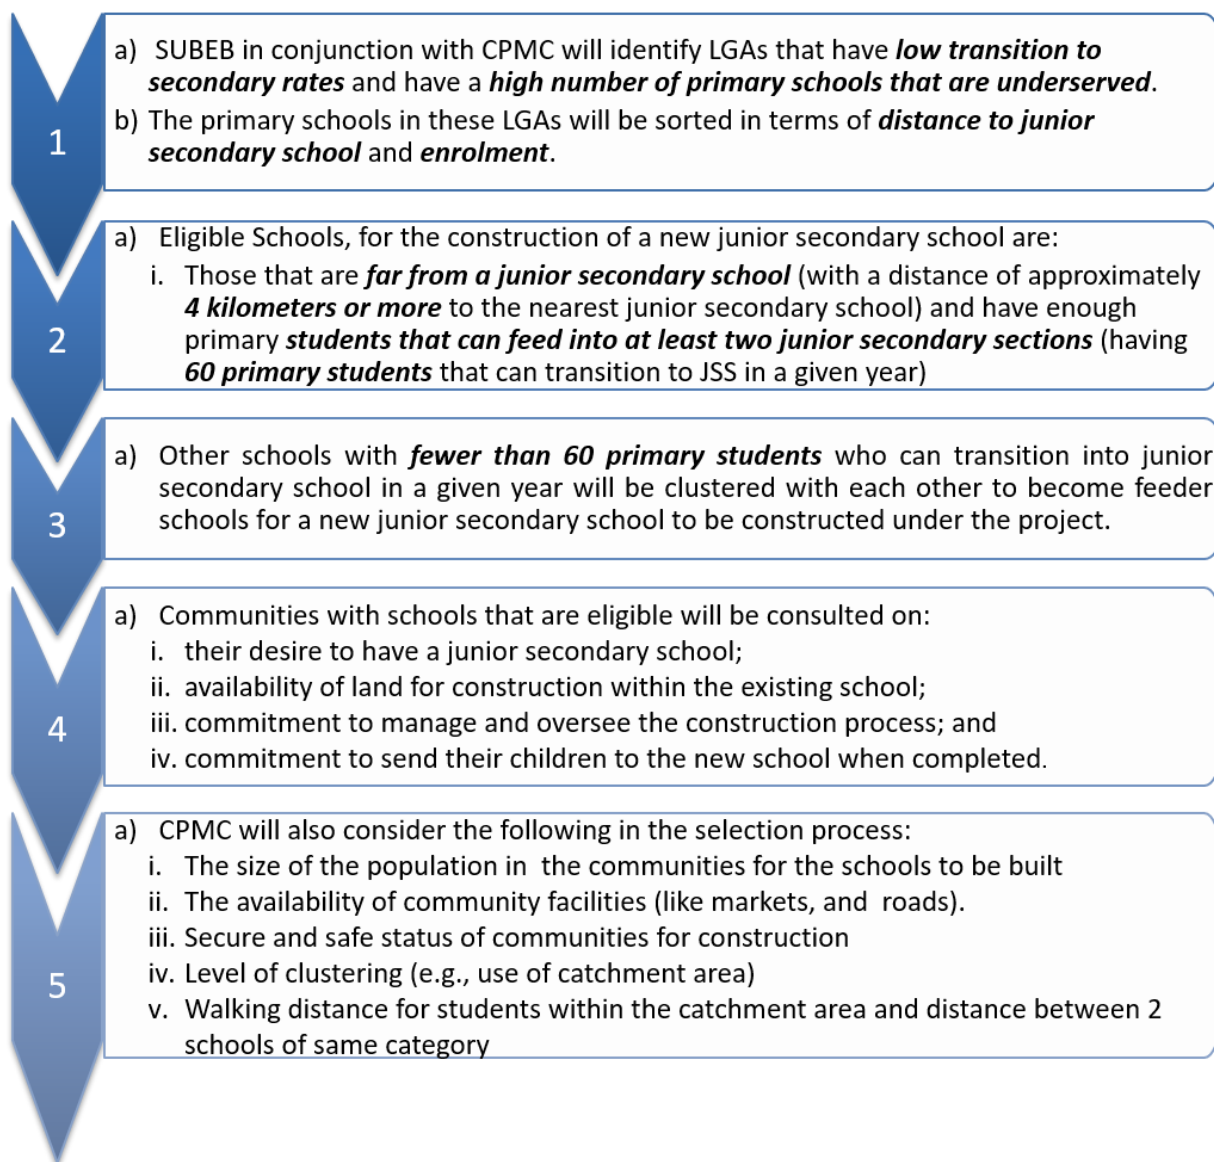 a) SUBEB in conjunction with CPMC will identify LGAs that have low transition to
secondary rates and have a high number of primary schools that are underserved.
b) The primary schools in these LGAs will be sorted in terms of distance to junior
secondary school and enrolment.
1
a) Eligible Schools, for the construction of a new junior secondary school are:
i. Those that are far from a junior secondary school (with a distance of approximately
4 kilometers or more to the nearest junior secondary school) and have enough
primary students that can feed into at least two junior secondary sections (having
60 primary students that can transition to JSS in a given year)
2
a) Other schools with fewer than 60 primary students who can transition into junior
secondary school in a given year will be clustered with each other to become feeder
schools for a new junior secondary school to be constructed under the project.
3
a) Communities with schools that are eligible will be consulted on:
i. their desire to have a junior secondary school;
ii. availability of land for construction within the existing school;
iii. commitment to manage and oversee the construction process; and
iv. commitment to send their children to the new school when completed.
4
a) CPMC will also consider the following in the selection process:
i. The size of the population in the communities for the schools to be built
ii. The availability of community facilities (like markets, and roads).
iii. Secure and safe status of communities for construction
iv. Level of clustering (e.g., use of catchment area)
v. Walking distance for students within the catchment area and distance between 2
schools of same category
5